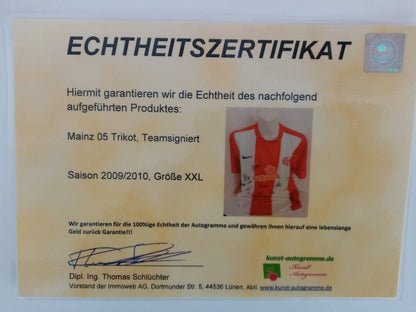 ECHTHEITSZERTIFIKAT
Hiermit garantieren wir die Echtheit des nachfolgend
aufgeführten Produktes:
Mainz 05 Trikot, Teamsigniert
Saison 2009/2010, Größe XXL
Wir garantieren für die 100%ige Echtheit der Autogramme und gewähren Ihnen hierauf eine lebenslange
Geld zurück Garantie!!!
kunst-autogramme.de
Kunst
Autogramme
Dipl. Ing. Thomas Schlüchter
Vorstand der Immoweb AG, Dortmunder Str. 5, 44536 Lünen, Abtl. www.kunst-autogramme.de